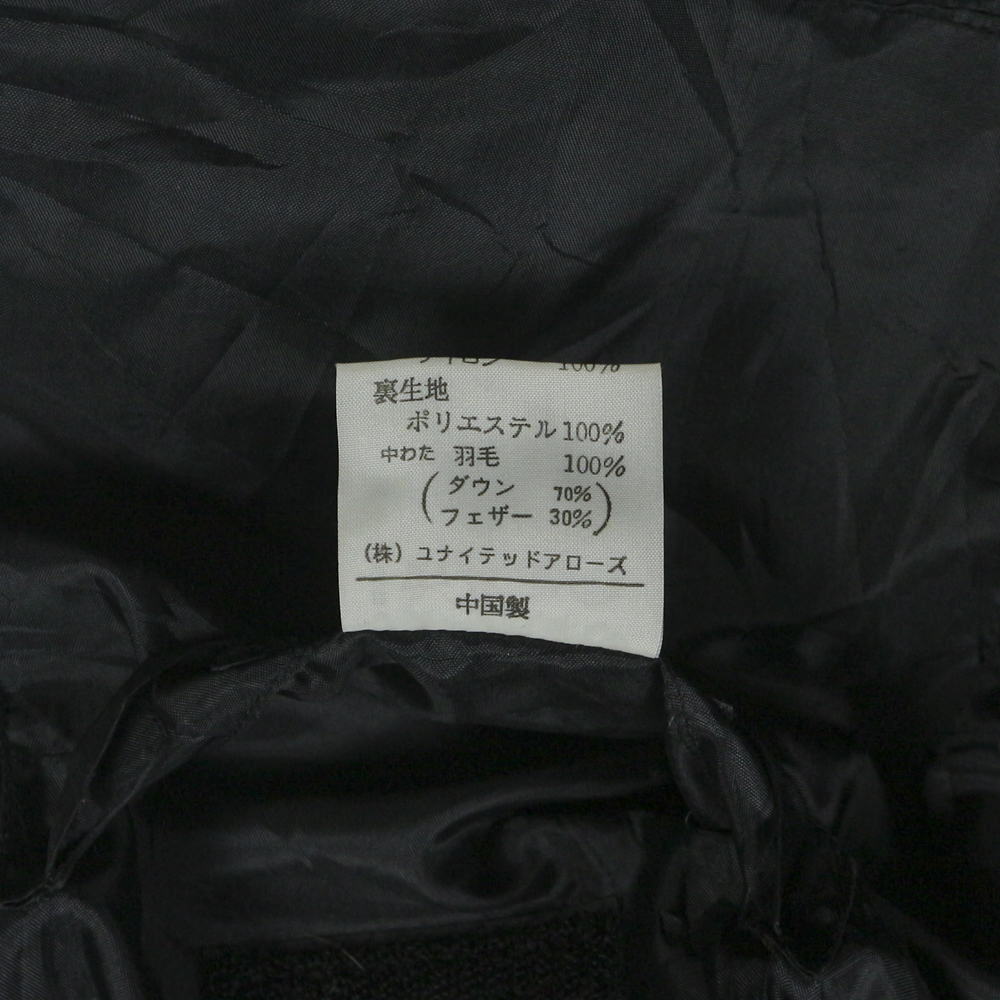 100%
裏生地
ポリエステル 100%
中わた 羽毛 100%
(ダウン 70%
フェザー 30%)
(株) ユナイテッドアローズ
中国製